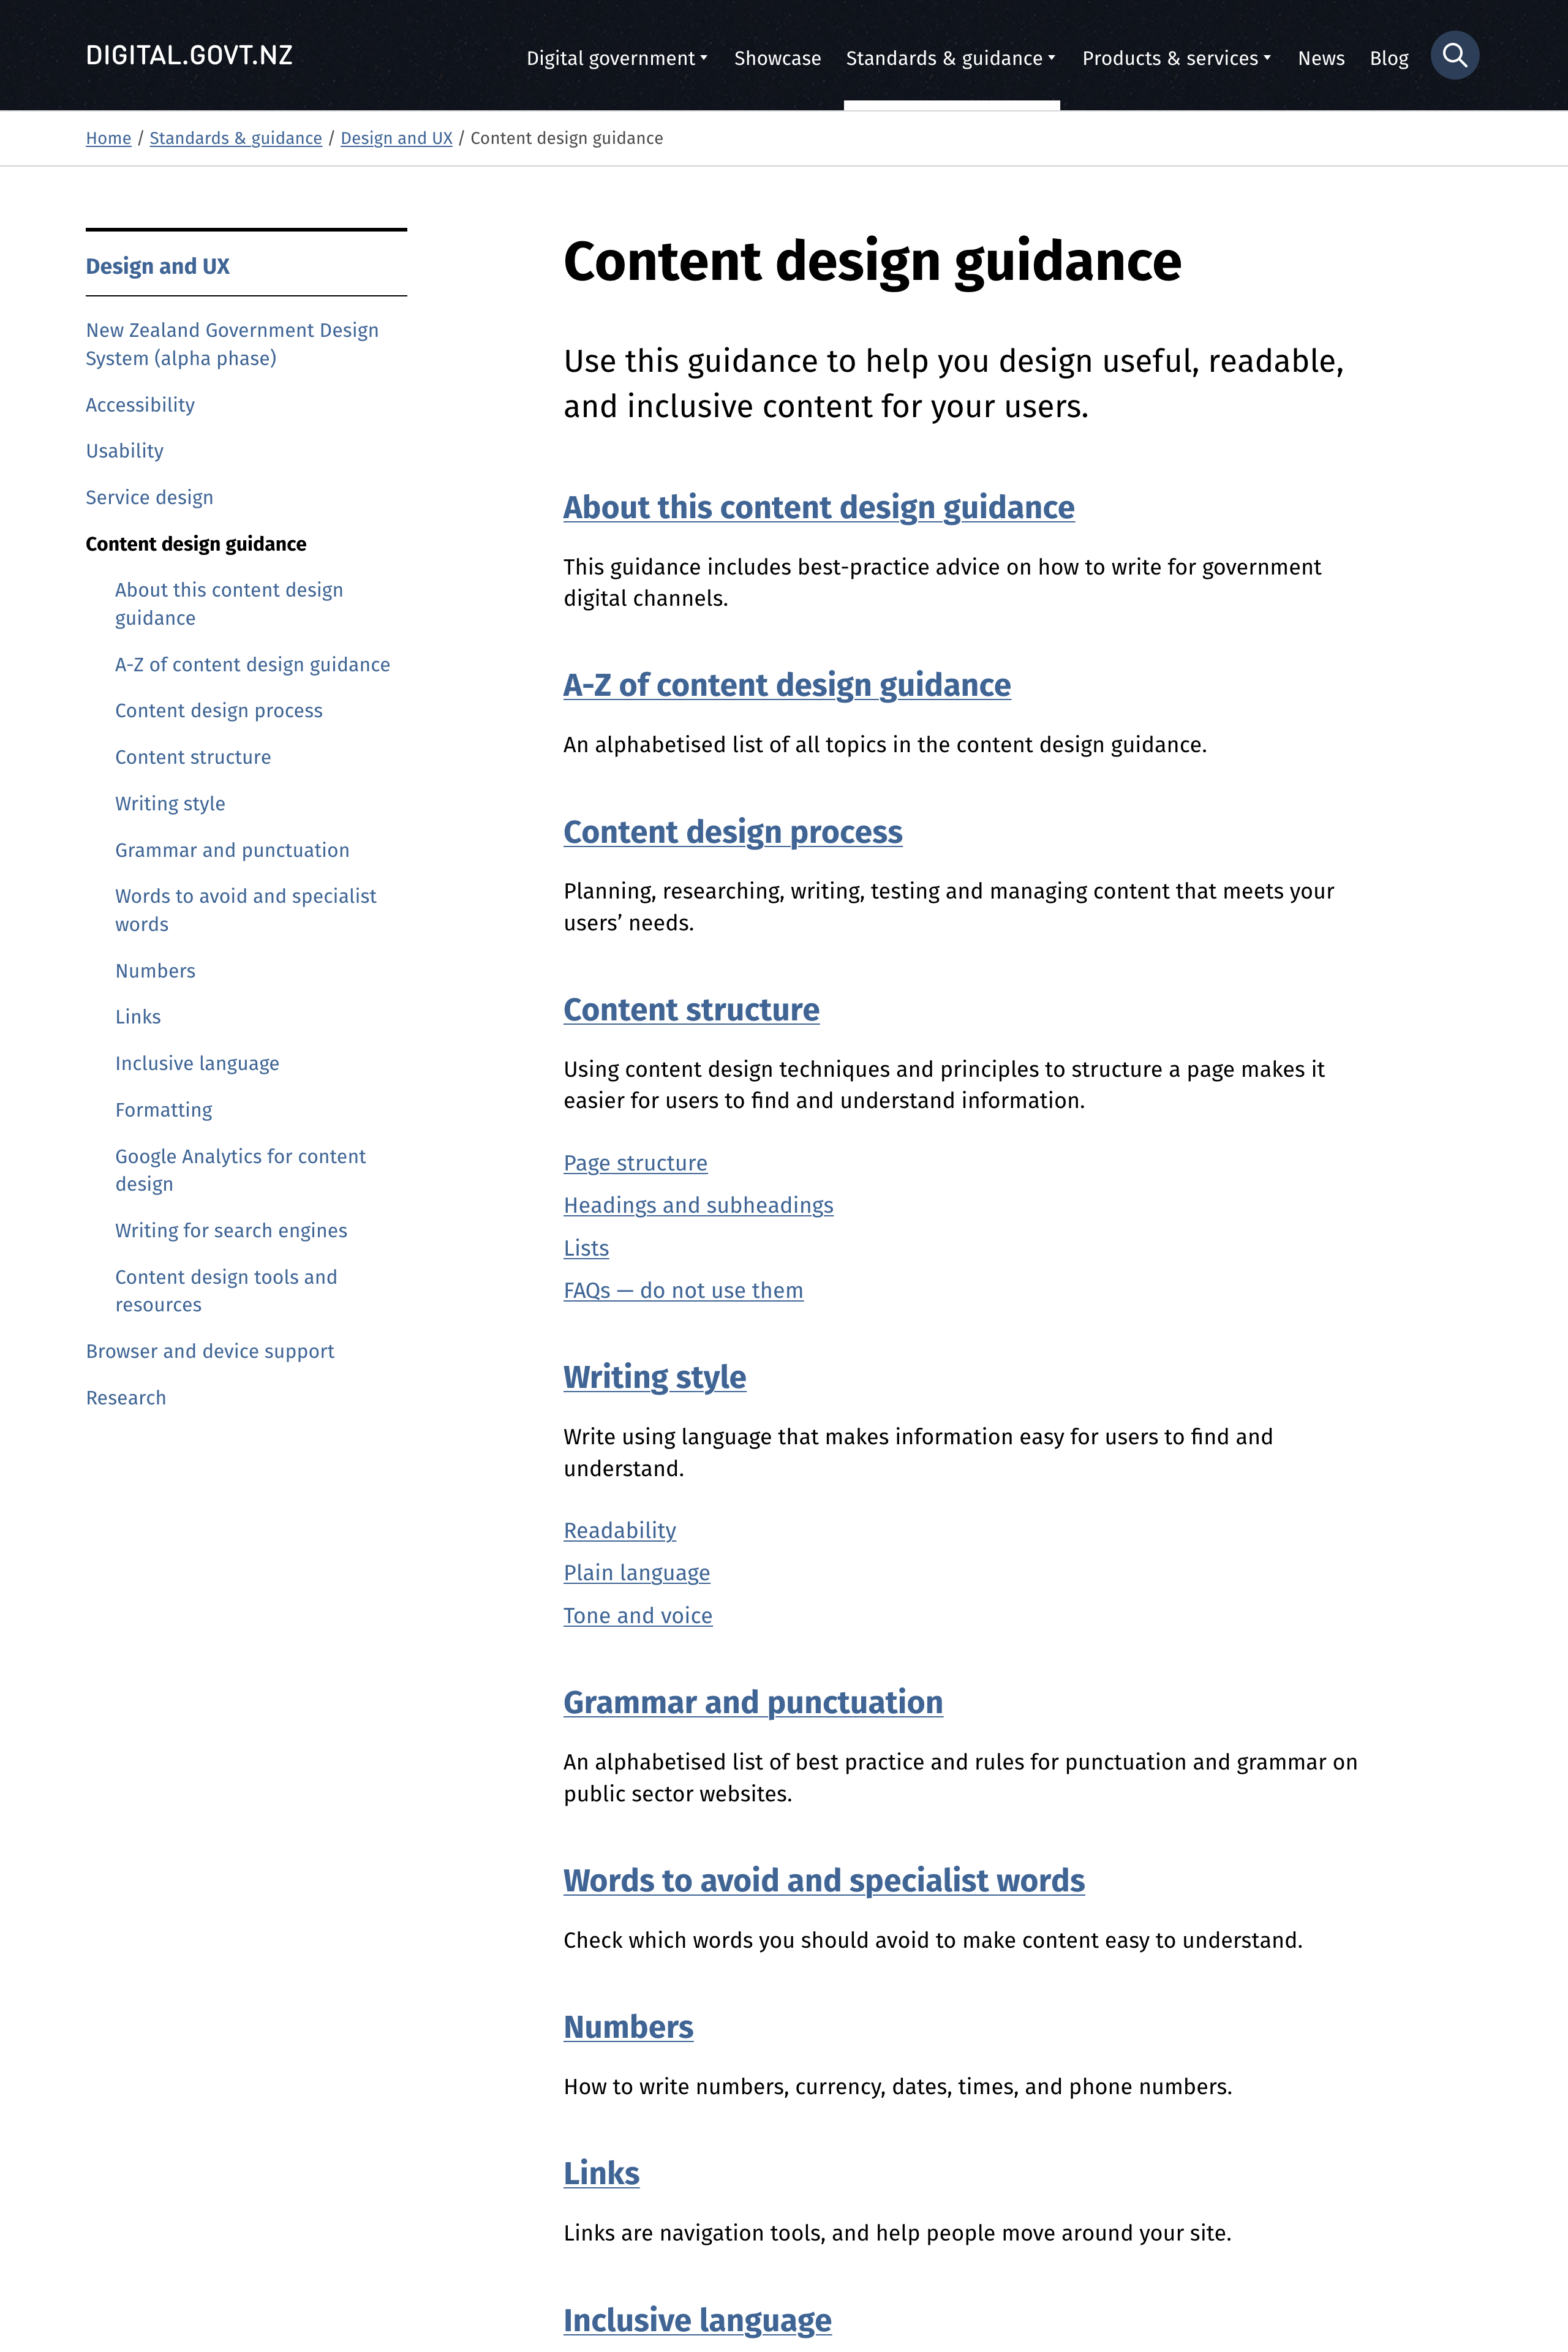 DIGITAL.GOVT.NZ
Digital government
Showcase
Standards & guidance
Products & services
News
Blog
Home / Standards & guidance / Design and UX / Content design guidance
Design and UX
New Zealand Government Design
System (alpha phase)
Accessibility
Usability
Service design
Content design guidance
About this content design
guidance
A-Z of content design guidance
Content design process
Content structure
Writing style
Grammar and punctuation
Words to avoid and specialist
words
Numbers
Links
Inclusive language
Formatting
Google Analytics for content
design
Writing for search engines
Content design tools and
resources
Browser and device support
Research
Content design guidance
Use this guidance to help you design useful, readable,
and inclusive content for your users.
About this content design guidance
This guidance includes best-practice advice on how to write for government
digital channels.
A-Z of content design guidance
An alphabetised list of all topics in the content design guidance.
Content design process
Planning, researching, writing, testing and managing content that meets your
users’ needs.
Content structure
Using content design techniques and principles to structure a page makes it
easier for users to find and understand information.
Page structure
Headings and subheadings
Lists
FAQs — do not use them
Writing style
Write using language that makes information easy for users to find and
understand.
Readability
Plain language
Tone and voice
Grammar and punctuation
An alphabetised list of best practice and rules for punctuation and grammar on
public sector websites.
Words to avoid and specialist words
Check which words you should avoid to make content easy to understand.
Numbers
How to write numbers, currency, dates, times, and phone numbers.
Links
Links are navigation tools, and help people move around your site.
Inclusive language